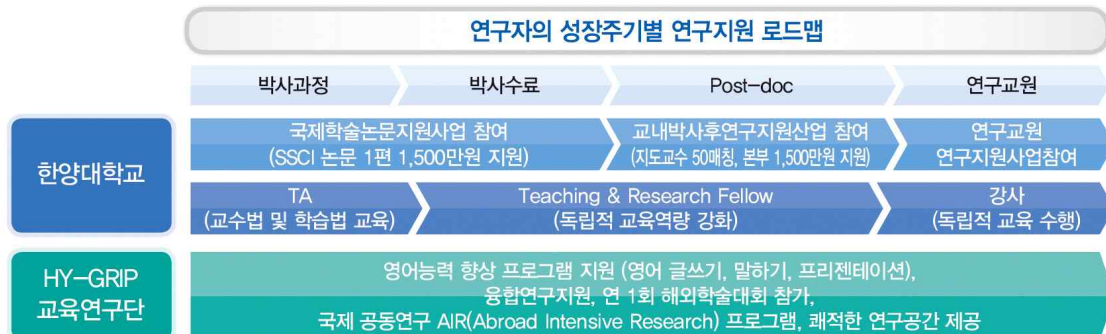 연구자의 성장주기별 연구지원 로드맵
박사과정
박사수료
Post-doc
연구교원
한양대학교
국제학술논문지원사업 참여
(SSCI 논문 1편 1,500만원 지원)
교내박사후연구지원산업 참여
(지도교수 50매칭, 본부 1,500만원 지원)
연구교원
연구지원사업참여
TA
(교수법 및 학습법 교육)
Teaching & Research Fellow
(독립적 교육역량 강화)
강사
(독립적 교육 수행)
HY-GRIP
교육연구단
영어능력 향상 프로그램 지원 (영어 글쓰기, 말하기, 프리젠테이션),
융합연구지원, 연 1회 해외학술대회 참가,
국제 공동연구 AIR(Abroad Intensive Research) 프로그램, 쾌적한 연구공간 제공